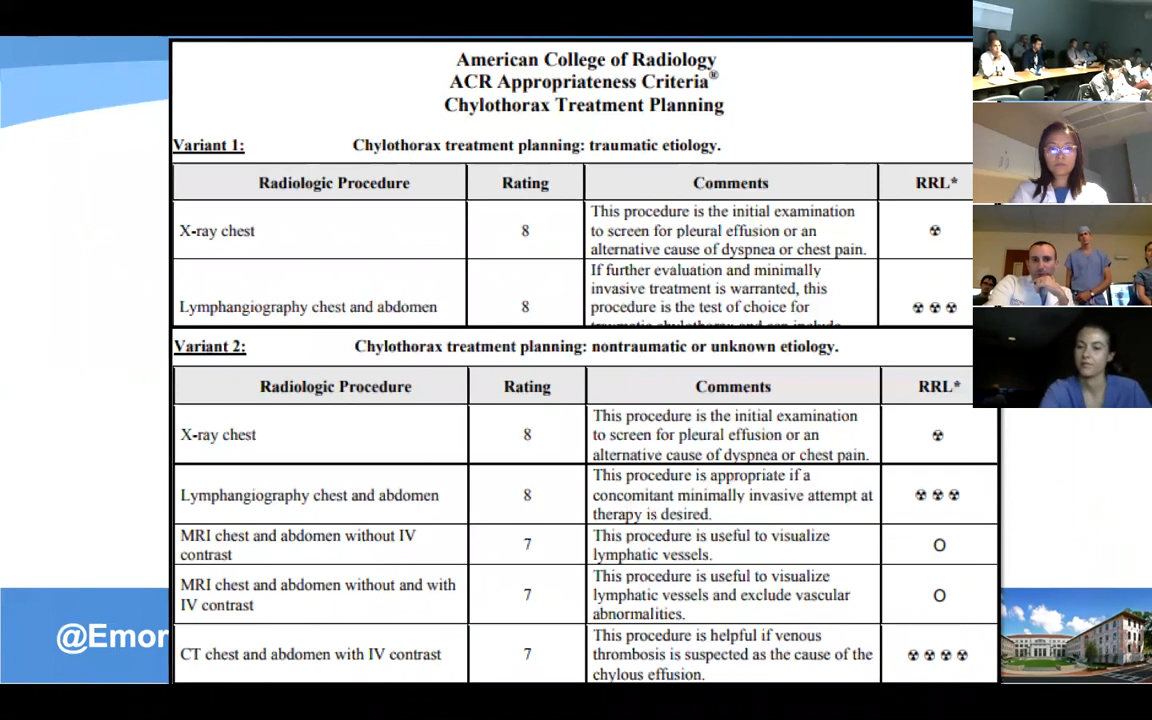 American College of Radiology
ACR Appropriateness Criteria®
Chylothorax Treatment Planning
Variant 1: Chylothorax treatment planning: traumatic etiology.
Radiologic Procedure Rating Comments RRL*
X-ray chest 8 This procedure is the initial examination
to screen for pleural effusion or an
alternative cause of dyspnea or chest pain.
☢
Lymphangiography chest and abdomen 8 If further evaluation and minimally
invasive treatment is warranted, this
procedure is the test of choice for
traumatic chylothorax and can include
☢ ☢ ☢
Variant 2: Chylothorax treatment planning: nontraumatic or unknown etiology.
Radiologic Procedure Rating Comments RRL*
X-ray chest 8 This procedure is the initial examination
to screen for pleural effusion or an
alternative cause of dyspnea or chest pain.
☢
Lymphangiography chest and abdomen 8 This procedure is appropriate if a
concomitant minimally invasive attempt at
therapy is desired.
☢ ☢ ☢
MRI chest and abdomen without IV
contrast
7 This procedure is useful to visualize
lymphatic vessels.
O
MRI chest and abdomen without and with
IV contrast
7 This procedure is useful to visualize
lymphatic vessels and exclude vascular
abnormalities.
O
CT chest and abdomen with IV contrast 7 This procedure is helpful if venous
thrombosis is suspected as the cause of the
chylous effusion.
☢ ☢ ☢ ☢
@Emor